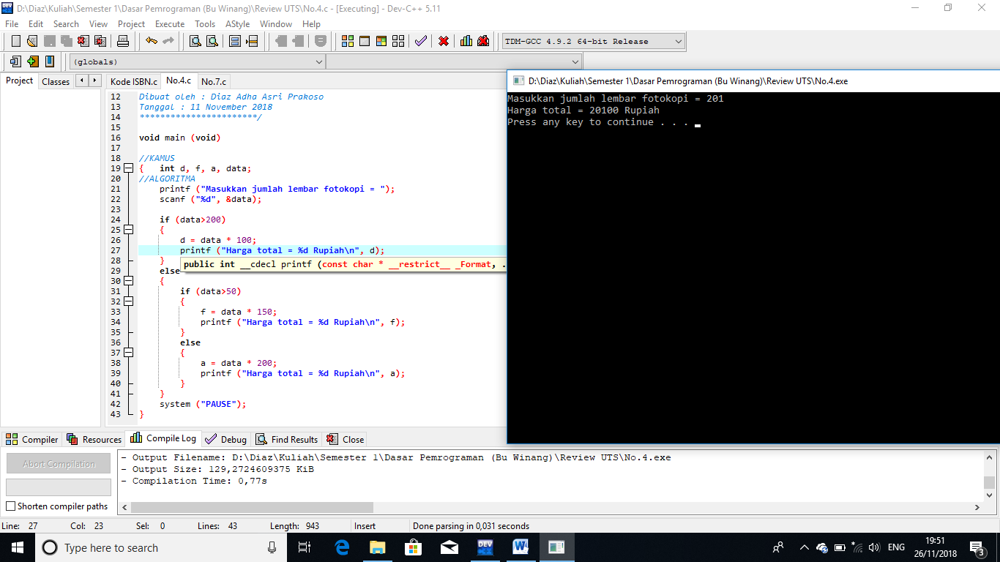 D:\Diaz\Kuliah\Semester 1\Dasar Pemrograman (Bu Winang)\Review UTS\No.4.c - [Executing] - Dev-C++ 5.11
File Edit Search View Project Execute Tools AStyle Window Help
TDM-GCC 4.9.2 64-bit Release
(globals)
Project Classes
Kode ISBN.c No.4.c No.7.c
12 Dibuat oleh : Diaz Adha Asri Prakoso
13 Tanggal : 11 November 2018
14 ***********************/
15
16 void main (void)
17
18 //KAMUS
19 { int d, f, a, data;
20 //ALGORITMA
21 printf ("Masukkan jumlah lembar fotokopi = ");
22 scanf ("%d", &data);
23
24 if (data>200)
25 {
26 d = data * 100;
27 printf ("Harga total = %d Rupiah\n", d);
28 }
public int __cdecl printf (const char * __restrict__ _Format, .
29 else
30 {
31 if (data>50)
32 {
33 f = data * 150;
34 printf ("Harga total = %d Rupiah\n", f);
35 }
36 else
37 {
38 a = data * 200;
39 printf ("Harga total = %d Rupiah\n", a);
40 }
41 }
42 system ("PAUSE");
43 }
D:\Diaz\Kuliah\Semester 1\Dasar Pemrograman (Bu Winang)\Review UTS\No.4.exe
Masukkan jumlah lembar fotokopi = 201
Harga total = 20100 Rupiah
Press any key to continue . . .
Compiler Resources Compile Log Debug Find Results Close
Abort Compilation
Shorten compiler paths
- Output Filename: D:\Diaz\Kuliah\Semester 1\Dasar Pemrograman (Bu Winang)\Review UTS\No.4.exe
- Output Size: 129,2724609375 KiB
- Compilation Time: 0,77s
Line: 27 Col: 23 Sel: 0 Lines: 43 Length: 943 Insert Done parsing in 0,031 seconds
Type here to search
DEV
ENG
19:51
26/11/2018
3